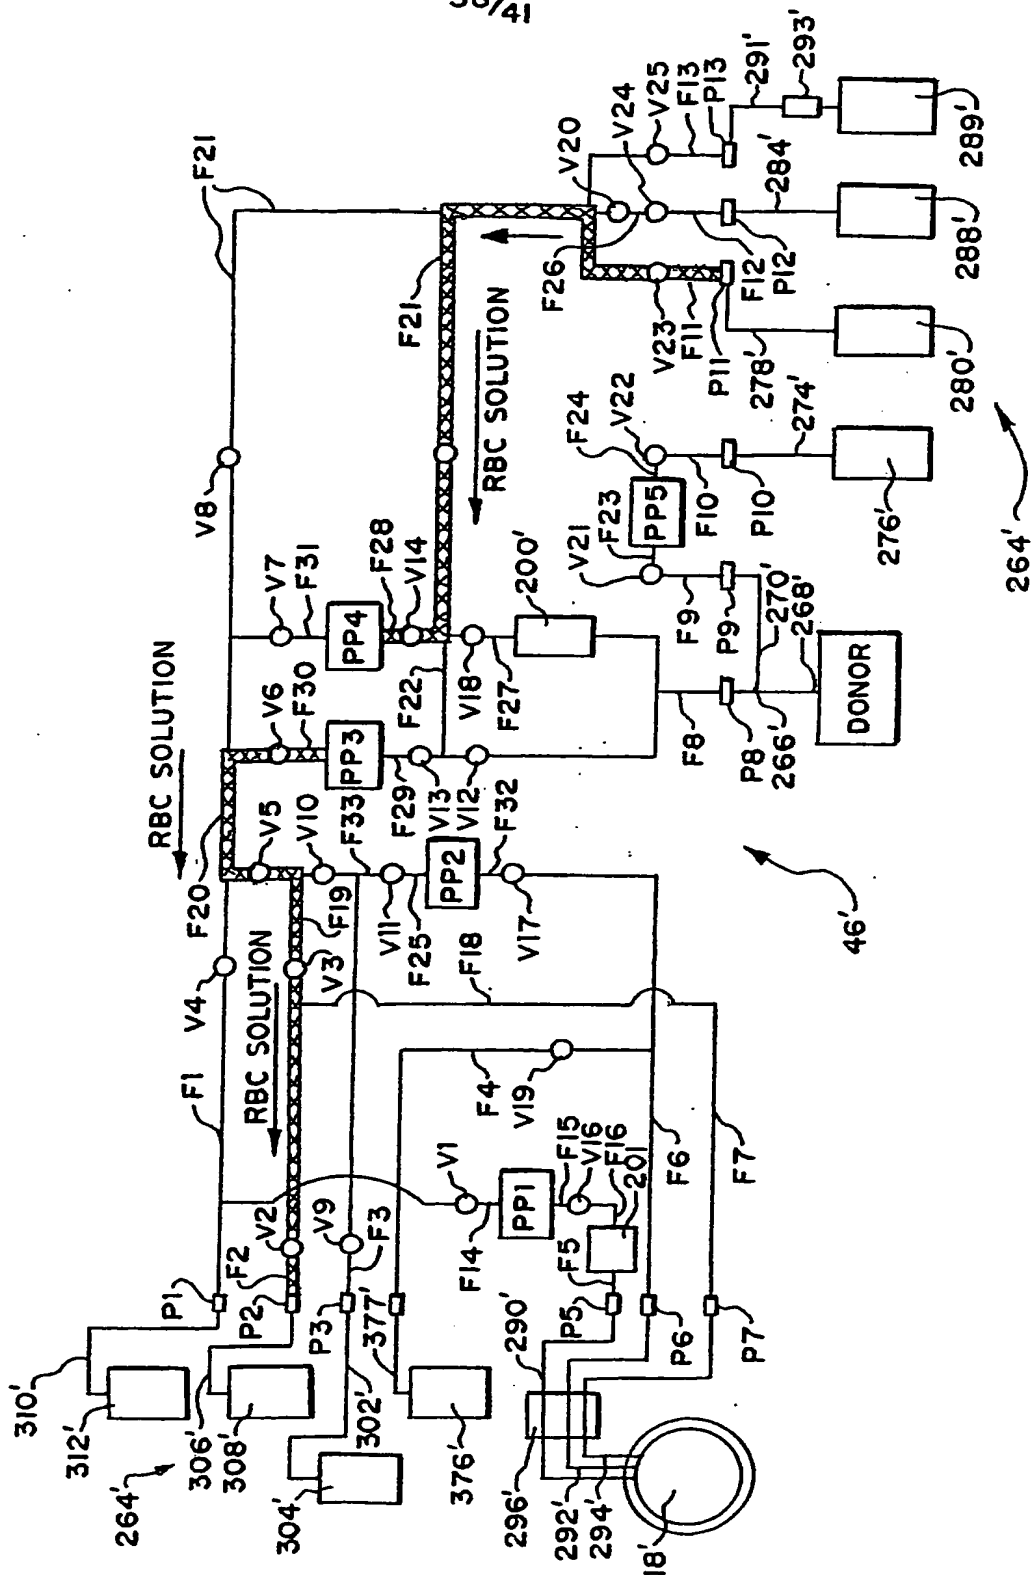 38/41
F21
V8
V7
F31
PP4
F28
V14
F21
RBC SOLUTION
RBC SOLUTION
V6
F30
PP3
F29
V13
F22
V18
F27
200'
V12
F20
V5
V10
F33
F19
V11
F25
PP2
F32
V17
V4
F1
RBC SOLUTION
V3
F18
F4
V19
V1
F14
PP1
F15
V16
F16
201
F5
F6
F7
V2
F2
V9
F3
P1
P2
P3
377'
P5
P6
P7
310'
312'
306'
308'
264'
302'
304'
376'
290'
296'
292'
294'
18'
V20
V24
V25
F13
P13
291'
293'
289'
F26
F12
P12
284'
288'
V23
F11
P11
278'
280'
F24
V22
PP5
F23
V21
F10
P10
274'
276'
F9
P9
270'
268'
F8
P8
266'
DONOR
46'
264'